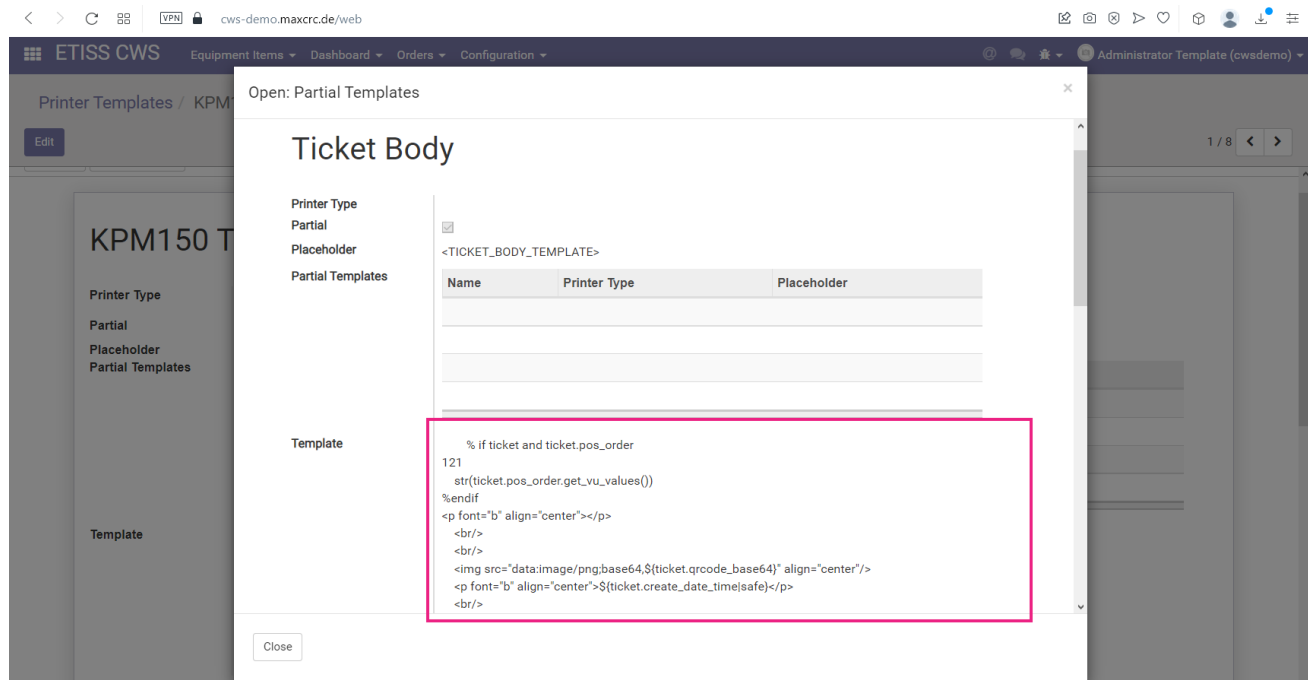 VPN cws-demo.maxcrc.de/web
ETISS CWS Equipment Items Dashboard Orders Configuration Administrator Template (cwsdemo)
Printer Templates / KPM1
Edit
1 / 8
KPM150 T
Printer Type
Partial
Placeholder
Partial Templates
Template
Open: Partial Templates ×
Ticket Body
Printer Type
Partial
Placeholder <TICKET_BODY_TEMPLATE>
Partial Templates
Name Printer Type Placeholder
Template
% if ticket and ticket.pos_order
121
str(ticket.pos_order.get_vu_values())
%endif
<p font="b" align="center"></p>
<br/>
<br/>
<img src="data:image/png;base64,${ticket.qrcode_base64}" align="center"/>
<p font="b" align="center">${ticket.create_date_time|safe}</p>
<br/>
Close